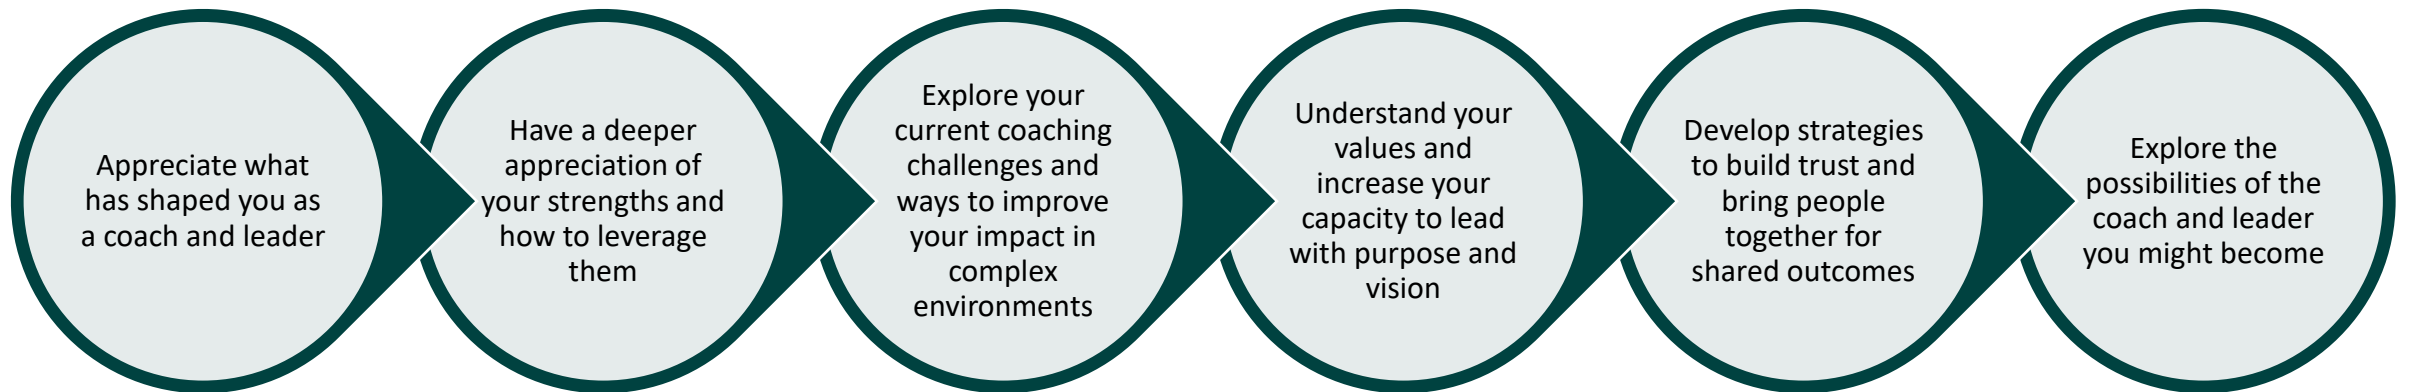 Appreciate what
has shaped you as
a coach and leader
Have a deeper
appreciation of
your strengths and
how to leverage
them
Explore your
current coaching
challenges and
ways to improve
your impact in
complex
environments
Understand your
values and
increase your
capacity to lead
with purpose and
vision
Develop strategies
to build trust and
bring people
together for
shared outcomes
Explore the
possibilities of the
coach and leader
you might become